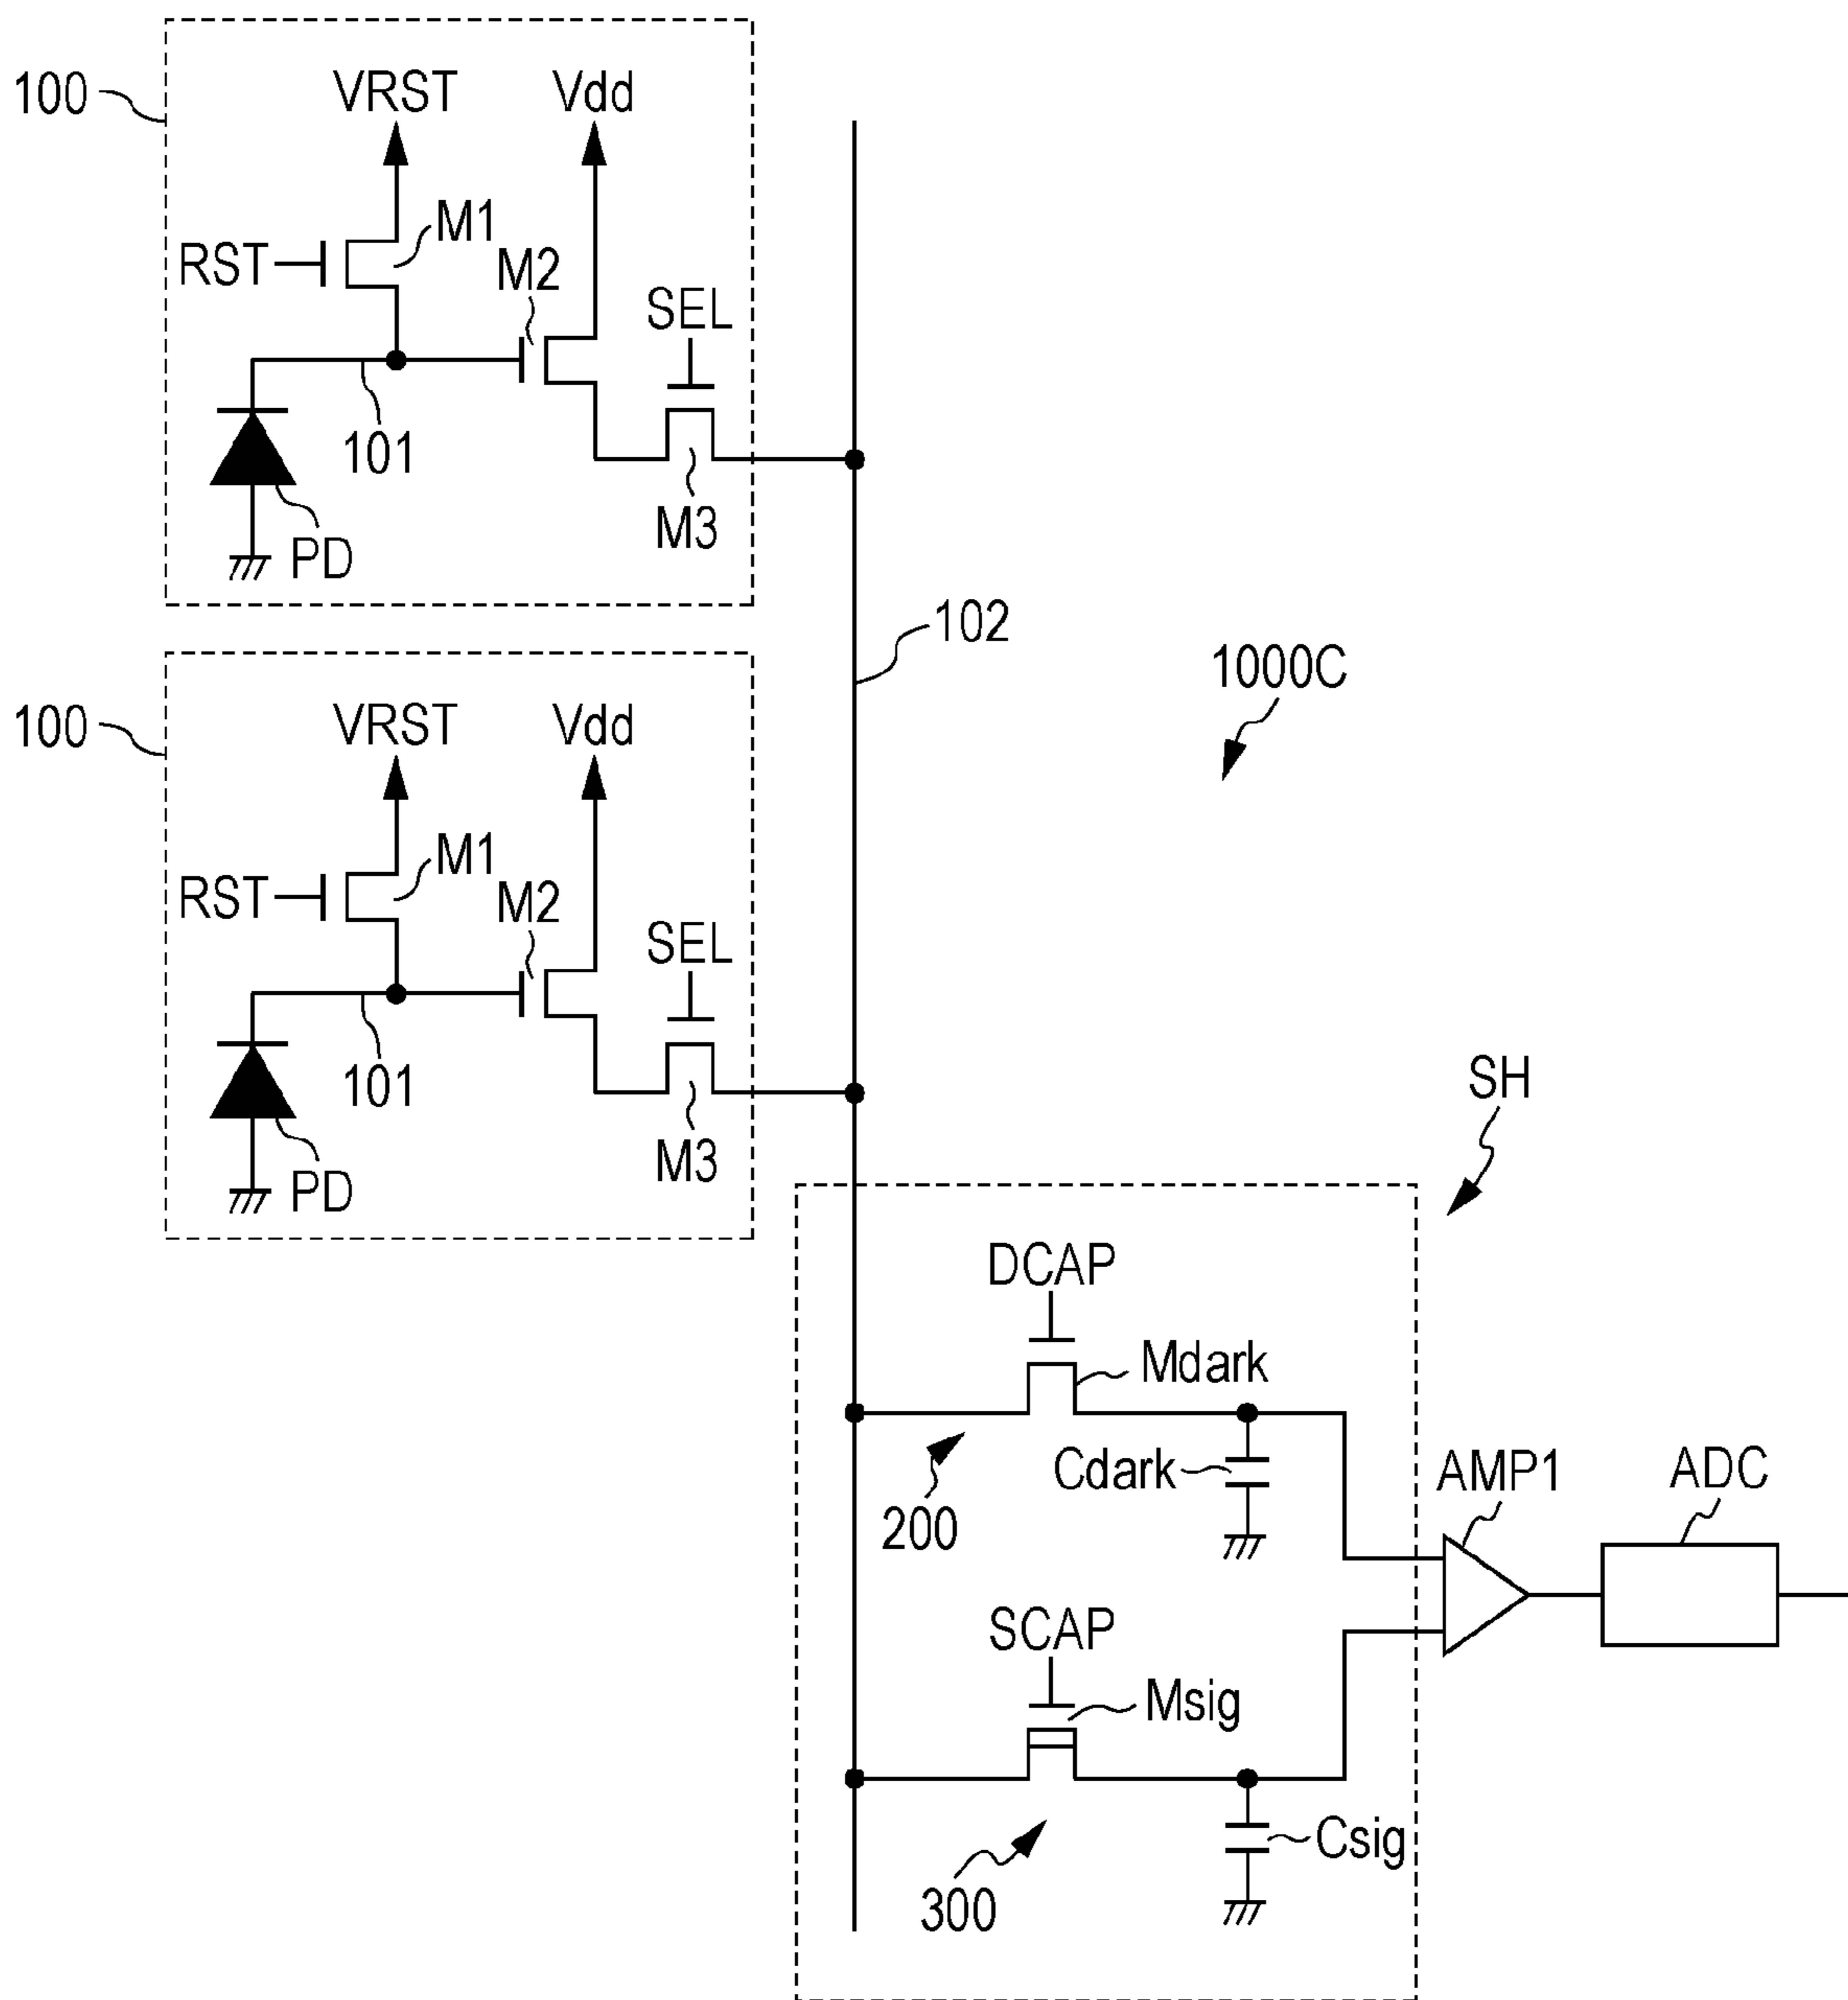 100
VRST
Vdd
M1
RST
M2
SEL
101
M3
PD
102
1000C
100
VRST
Vdd
M1
RST
M2
SEL
101
M3
PD
SH
DCAP
Mdark
200
Cdark
AMP1
ADC
SCAP
Msig
300
Csig